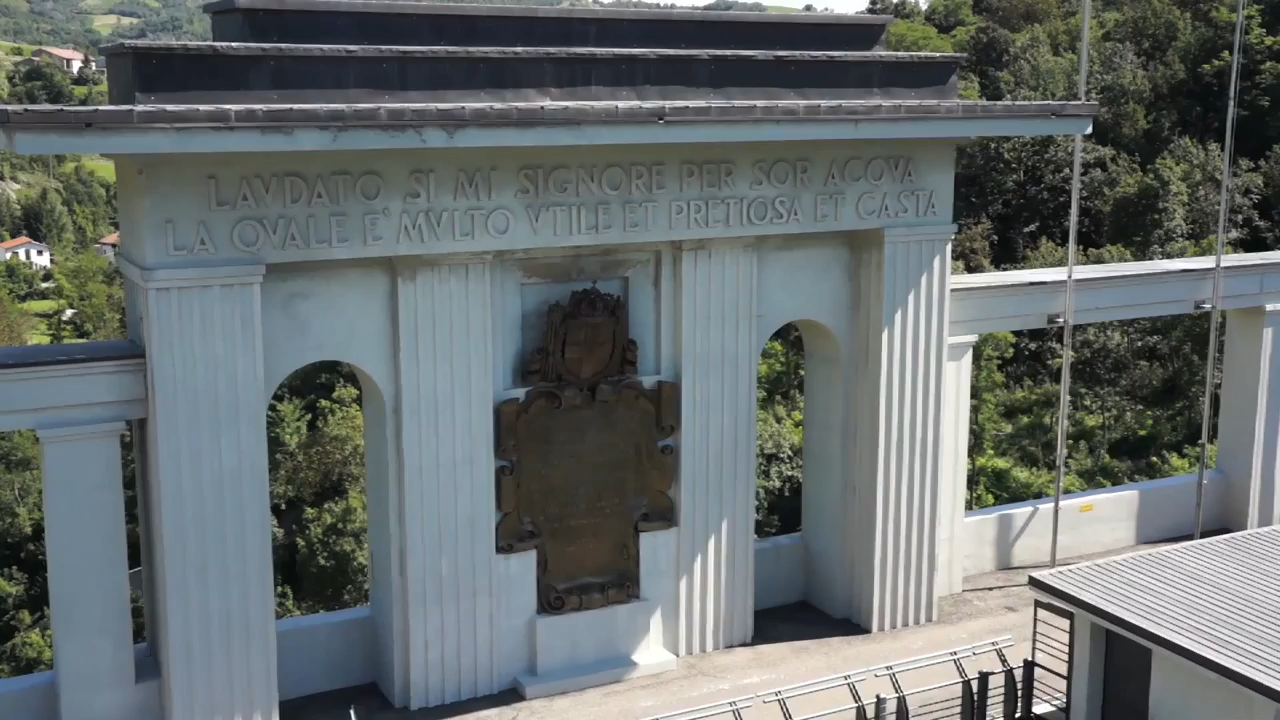 LAVDATO SI MI SIGNORE PER SOR ACQVA
LA QVALE E' MVLTO VTILE ET PRETIOSA ET CASTA